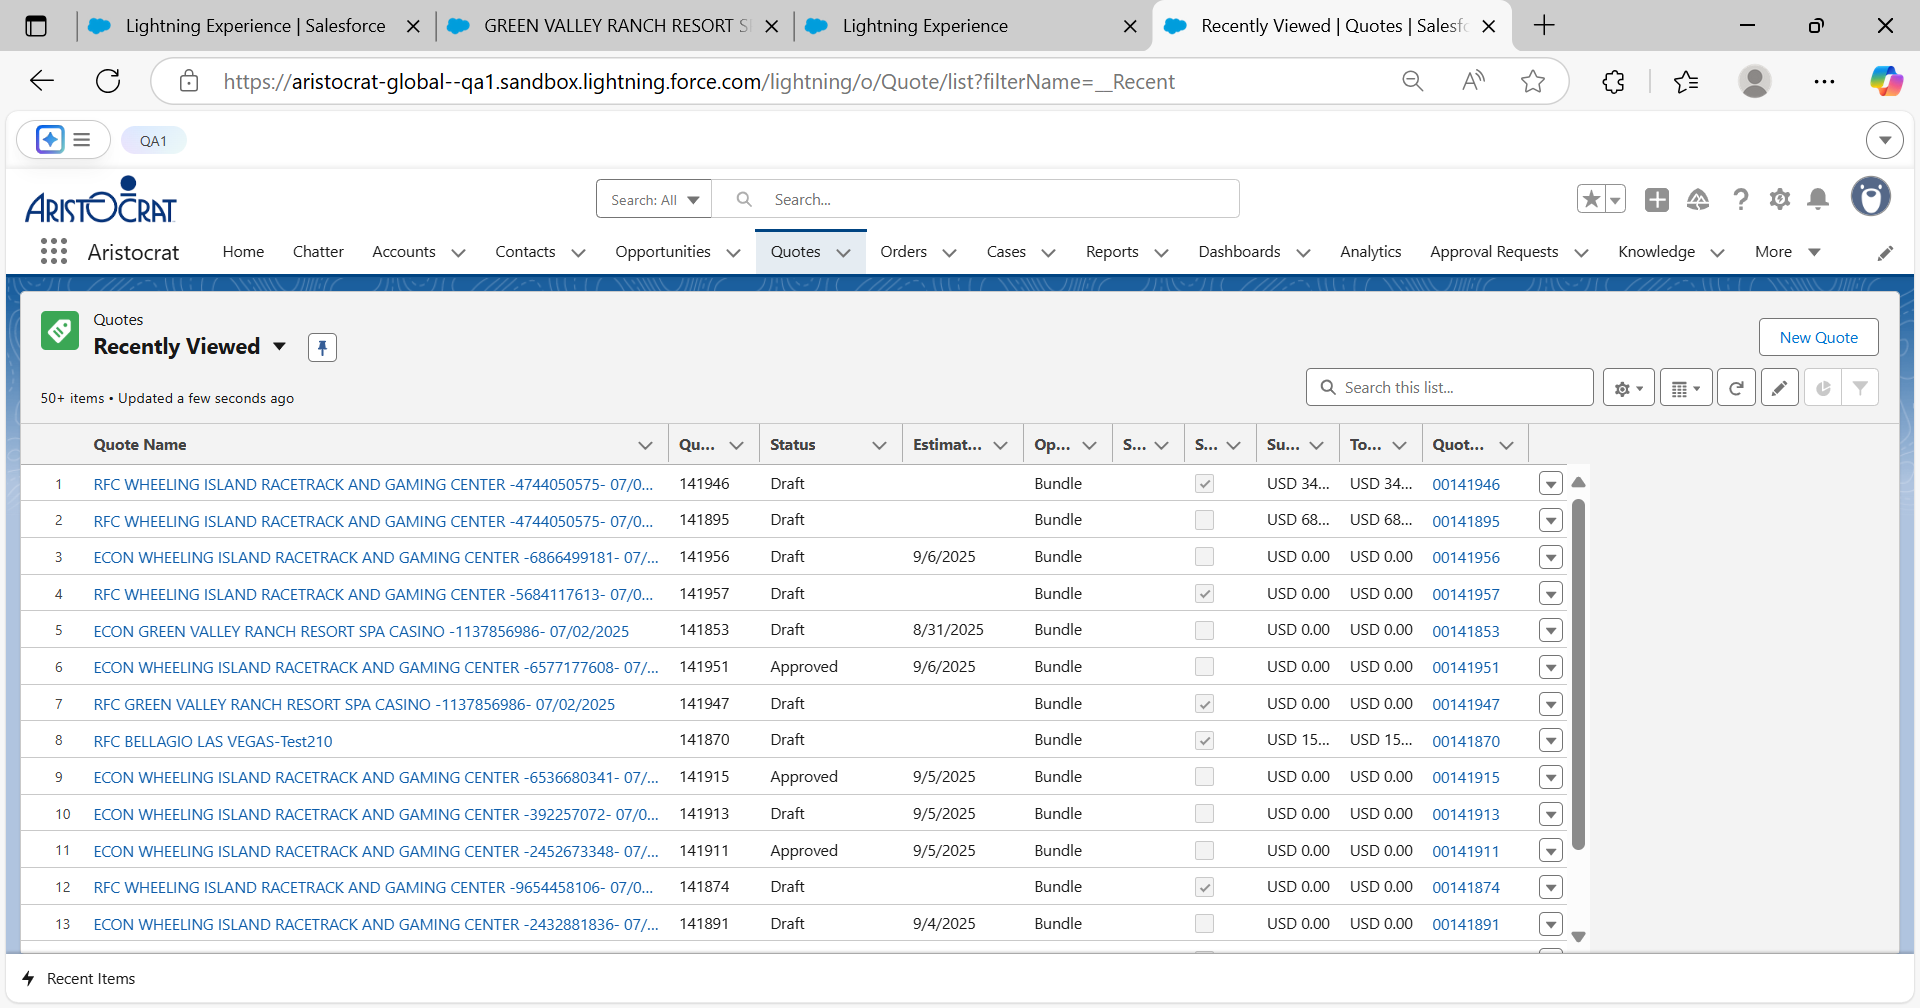 Lightning Experience | Salesforce
GREEN VALLEY RANCH RESORT S
Lightning Experience
Recently Viewed | Quotes | Salesfo
https://aristocrat-global--qa1.sandbox.lightning.force.com/lightning/o/Quote/list?filterName=__Recent
QA1
ARISTOCRAT
Search: All
Search...
Aristocrat Home Chatter Accounts Contacts Opportunities Quotes Orders Cases Reports Dashboards Analytics Approval Requests Knowledge More
Quotes
Recently Viewed
New Quote
50+ items • Updated a few seconds ago
Search this list...
Quote Name Qu... Status Estimat... Op... S... S... Su... To... Quot...
1 RFC WHEELING ISLAND RACETRACK AND GAMING CENTER -4744050575- 07/0... 141946 Draft Bundle USD 34... USD 34... 00141946
2 RFC WHEELING ISLAND RACETRACK AND GAMING CENTER -4744050575- 07/0... 141895 Draft Bundle USD 68... USD 68... 00141895
3 ECON WHEELING ISLAND RACETRACK AND GAMING CENTER -6866499181- 07/... 141956 Draft 9/6/2025 Bundle USD 0.00 USD 0.00 00141956
4 RFC WHEELING ISLAND RACETRACK AND GAMING CENTER -5684117613- 07/0... 141957 Draft Bundle USD 0.00 USD 0.00 00141957
5 ECON GREEN VALLEY RANCH RESORT SPA CASINO -1137856986- 07/02/2025 141853 Draft 8/31/2025 Bundle USD 0.00 USD 0.00 00141853
6 ECON WHEELING ISLAND RACETRACK AND GAMING CENTER -6577177608- 07/... 141951 Approved 9/6/2025 Bundle USD 0.00 USD 0.00 00141951
7 RFC GREEN VALLEY RANCH RESORT SPA CASINO -1137856986- 07/02/2025 141947 Draft Bundle USD 0.00 USD 0.00 00141947
8 RFC BELLAGIO LAS VEGAS-Test210 141870 Draft Bundle USD 15... USD 15... 00141870
9 ECON WHEELING ISLAND RACETRACK AND GAMING CENTER -6536680341- 07/... 141915 Approved 9/5/2025 Bundle USD 0.00 USD 0.00 00141915
10 ECON WHEELING ISLAND RACETRACK AND GAMING CENTER -392257072- 07/0... 141913 Draft 9/5/2025 Bundle USD 0.00 USD 0.00 00141913
11 ECON WHEELING ISLAND RACETRACK AND GAMING CENTER -2452673348- 07/... 141911 Approved 9/5/2025 Bundle USD 0.00 USD 0.00 00141911
12 RFC WHEELING ISLAND RACETRACK AND GAMING CENTER -9654458106- 07/0... 141874 Draft Bundle USD 0.00 USD 0.00 00141874
13 ECON WHEELING ISLAND RACETRACK AND GAMING CENTER -2432881836- 07/... 141891 Draft 9/4/2025 Bundle USD 0.00 USD 0.00 00141891
Recent Items